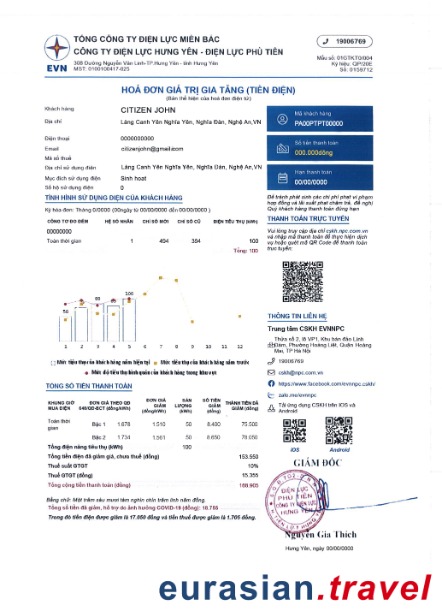 TỔNG CÔNG TY ĐIỆN LỰC MIỀN BẮC
CÔNG TY ĐIỆN LỰC HƯNG YÊN - ĐIỆN LỰC PHÙ TIÊN
308 Đường Nguyễn Văn Linh-TP.Hưng Yên - tỉnh Hưng Yên
MST: 0100100417-025
EVN
19006769
Mẫu số: 01GTKT0/004
Ký hiệu: QP/20E
Số: 0159712
HOÁ ĐƠN GIÁ TRỊ GIA TĂNG (TIỀN ĐIỆN)
(Bản thể hiện của hoá đơn điện tử)
Khách hàng CITIZEN JOHN
Địa chỉ Làng Canh Yên Nghĩa Yên, Nghĩa Đàn, Nghệ An,VN
Điện thoại 0000000000
Email citizenjohn@gmail.com
Mã số thuế
Địa chỉ sử dụng điện Làng Canh Yên Nghĩa Yên, Nghĩa Đàn, Nghệ An,VN
Mục đích sử dụng điện Sinh hoat
Số hộ sử dụng điện 0
Mã khách hàng
PA00PTPT00000
Số tiền thanh toán
000.000đồng
Hạn thanh toán
00/00/0000
Để tránh phát sinh các chi phí vi phạm
hợp đồng và lãi suất phát chậm trả, đề nghị
Quý khách hàng thanh toán đúng hạn
TÌNH HÌNH SỬ DỤNG ĐIỆN CỦA KHÁCH HÀNG
Kỳ hóa đơn: Tháng 0/0000 (00ngày từ 00/00/0000 đến 00/00/0000 )
CÔNG TƠ ĐO ĐẾM HỆ SỐ NHÂN CHỈ SỐ MỚI CHỈ SỐ CŨ ĐIỆN TIÊU THỤ (kWh)
00000000
Toàn thời gian 1 484 384 100
Tổng: 100
THANH TOÁN TRỰC TUYẾN
Vui lòng truy cập địa chỉ cskh.npc.com.vn
và nhập mã thanh toán để thực hiện dịch
vụ hoặc quét mã QR Code để thanh toán
trực tuyến:
1 2 3 4 5 6 7 8 9 10 11 12
Mức tiêu thụ của khách hàng năm hiện tại Mức tiêu thụ của khách hàng năm trước
Mức độ tiêu thụ bình quân của khách hàng trong khu vực
THÔNG TIN LIÊN HỆ
Trung tâm CSKH EVNNPC
Thửa số 2, lô VP1, Khu bán đảo Linh
Đàm, Phường Hoàng Liệt, Quận Hoàng
Mai, TP Hà Nội
19006769
cskh@npc.com.vn
https://www.facebook.com/evnnpc.csktv
zalo.me/evnnpc
Tải ứng dụng CSKH trên iOS và
Android
iOS Android
TỔNG SỐ TIỀN THANH TOÁN
KHUNG GIỜ MUA ĐIỆN
ĐƠN GIÁ THEO QĐ 648/QĐ-BCT (đồng/kWh)
ĐƠN GIÁ GIẢM (đồng/kWh)
SẢN LƯỢNG (kWh)
SỐ TIỀN GIẢM (đồng)
THÀNH TIỀN ĐÃ GIẢM (đồng)
Toàn thời gian
Bậc 1 1.678 1.510 50 8.400 75.500
Bậc 2 1.734 1.561 50 8.650 78.050
Tổng điện năng tiêu thụ (kWh) 100
Tổng tiền điện đã giảm giá, chưa thuế (đồng) 153.550
Thuế suất GTGT 10%
Thuế GTGT (đồng) 15.355
Tổng cộng tiền thanh toán (đồng) 168.905
Bằng chữ: Một trăm sáu mươi tám nghìn chín trăm linh năm đồng.
Tổng số tiền đã giảm, hỗ trợ do ảnh hưởng COVID-19 (đồng): 18.755
Trong đó tiền điện được giảm là 17.050 đồng và tiền thuế được giảm là 1.705 đồng.
GIÁM ĐỐC
ĐIỆN LỰC
PHÙ TIÊN
CÔNG TY ĐIỆN LỰC
HƯNG YÊN
Nguyễn Gia Thích
Hưng Yên, ngày 00/00/0000
eurasian.travel